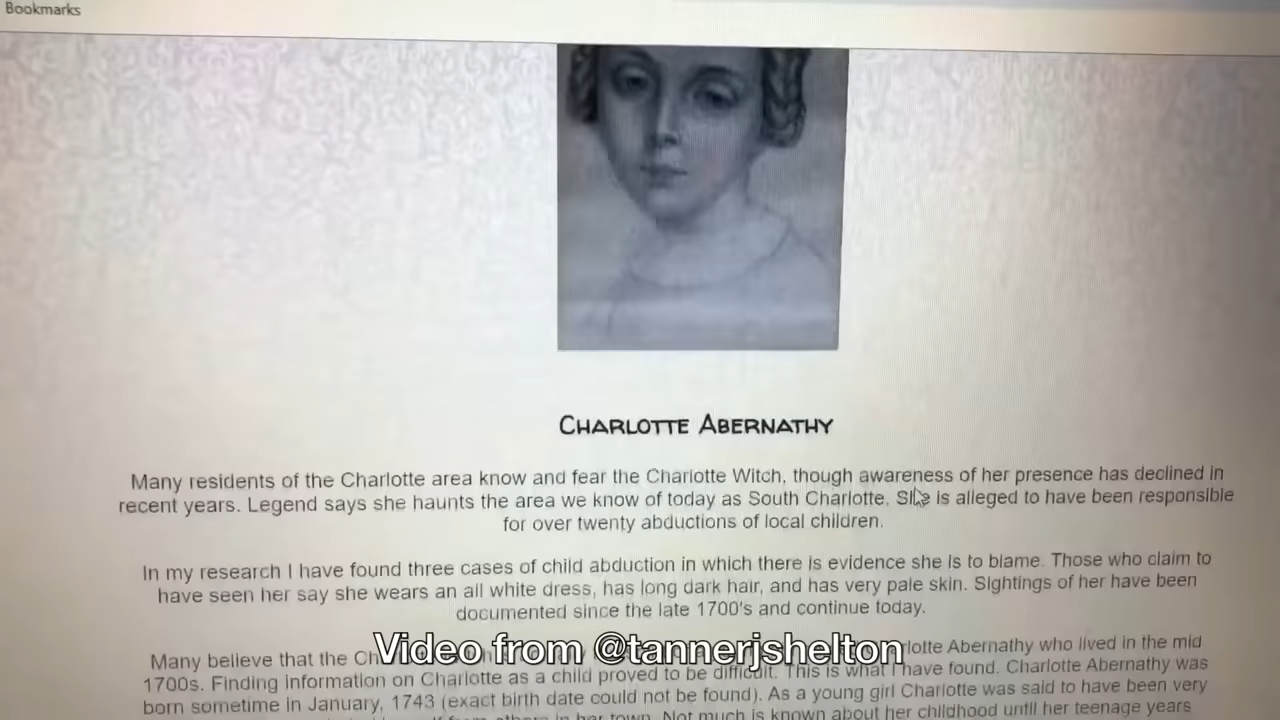 Bookmarks
CHARLOTTE ABERNATHY
Many residents of the Charlotte area know and fear the Charlotte Witch, though awareness of her presence has declined in
recent years. Legend says she haunts the area we know of today as South Charlotte. She is alleged to have been responsible
for over twenty abductions of local children.
In my research I have found three cases of child abduction in which there is evidence she is to blame. Those who claim to
have seen her say she wears an all white dress, has long dark hair, and has very pale skin. Sightings of her have been
documented since the late 1700's and continue today.
Many believe that the Ch rlotte Abernathy who lived in the mid
Video from @tannerjshelton
1700s. Finding information on Charlotte as a child proved to be difficult. This is what I have found. Charlotte Abernathy was
born sometime in January, 1743 (exact birth date could not be found). As a young girl Charlotte was said to have been very
in her town. Not much is known about her childhood until her teenage years